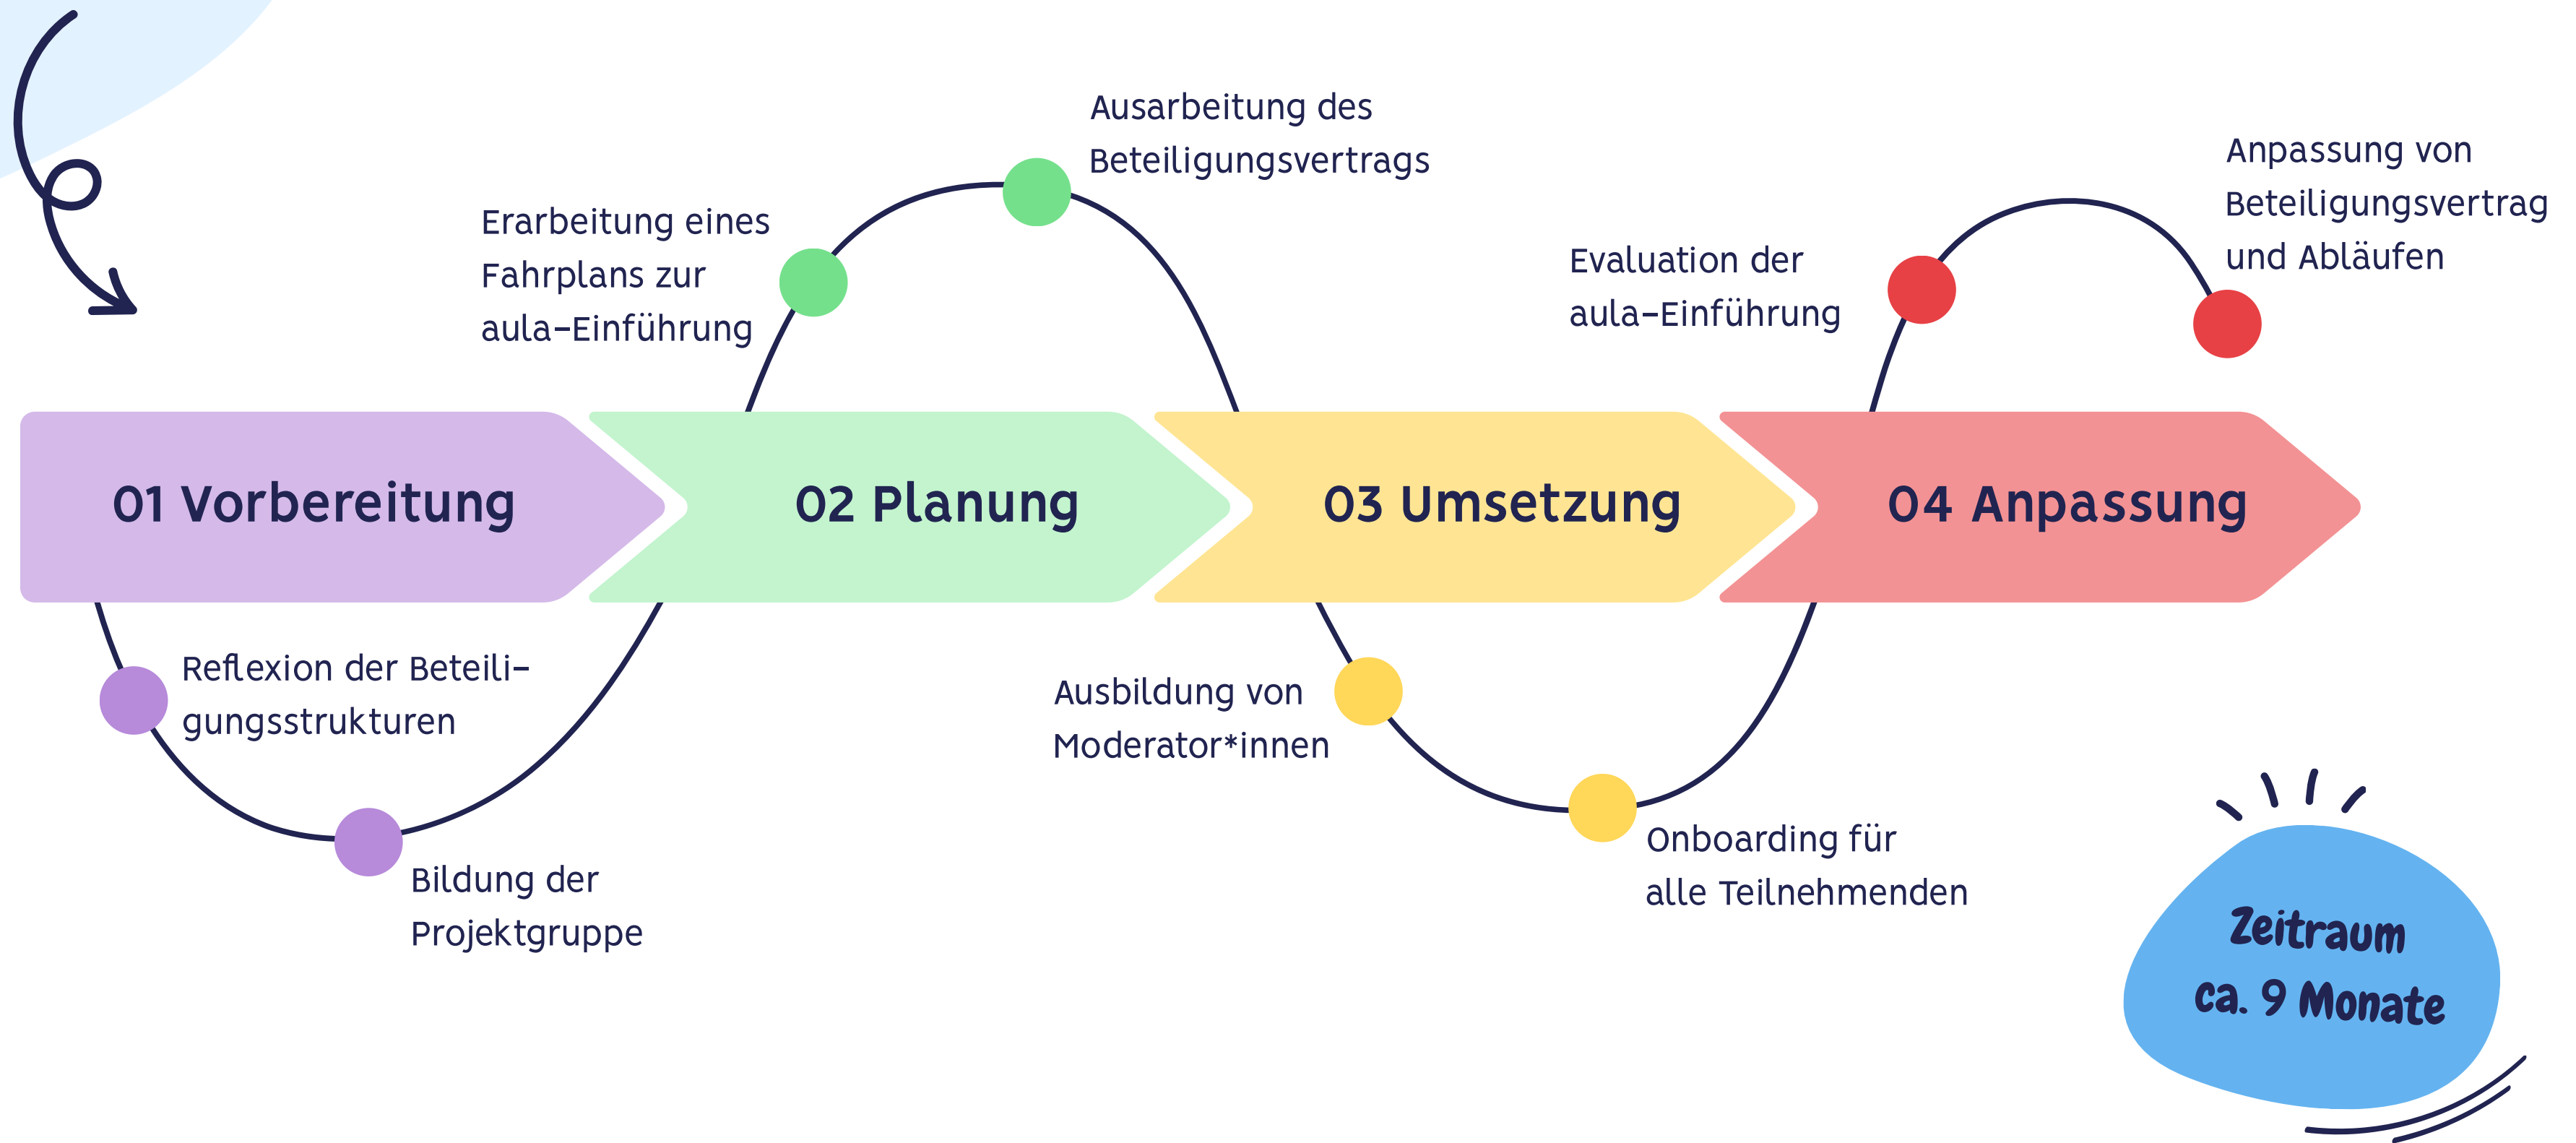 Ausarbeitung des
Beteiligungsvertrags
Erarbeitung eines
Fahrplans zur
aula-Einführung
Evaluation der
aula-Einführung
Anpassung von
Beteiligungsvertrag
und Abläufen
01 Vorbereitung
02 Planung
03 Umsetzung
04 Anpassung
Reflexion der Beteili-
gungsstrukturen
Bildung der
Projektgruppe
Ausbildung von
Moderator*innen
Onboarding für
alle Teilnehmenden
Zeitraum
ca. 9 Monate